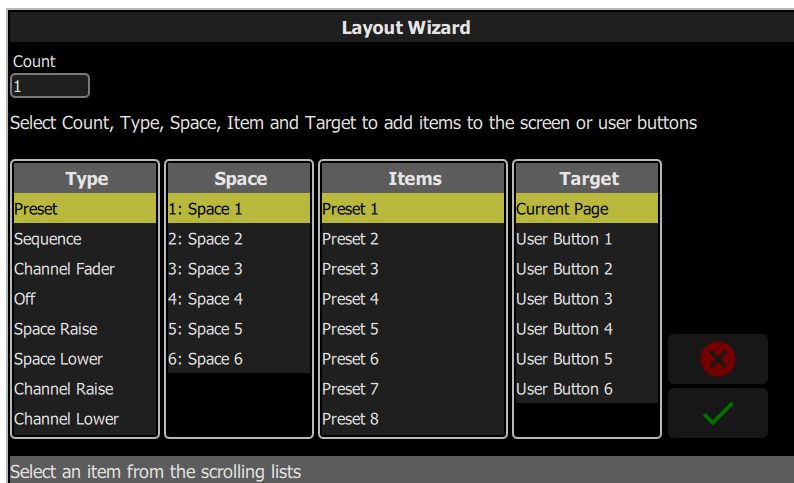 Layout Wizard
Count
1
Select Count, Type, Space, Item and Target to add items to the screen or user buttons
Type Space Items Target
Preset 1: Space 1 Preset 1 Current Page
Sequence 2: Space 2 Preset 2 User Button 1
Channel Fader 3: Space 3 Preset 3 User Button 2
Off 4: Space 4 Preset 4 User Button 3
Space Raise 5: Space 5 Preset 5 User Button 4
Space Lower 6: Space 6 Preset 6 User Button 5
Channel Raise Preset 7 User Button 6
Channel Lower Preset 8
Select an item from the scrolling lists